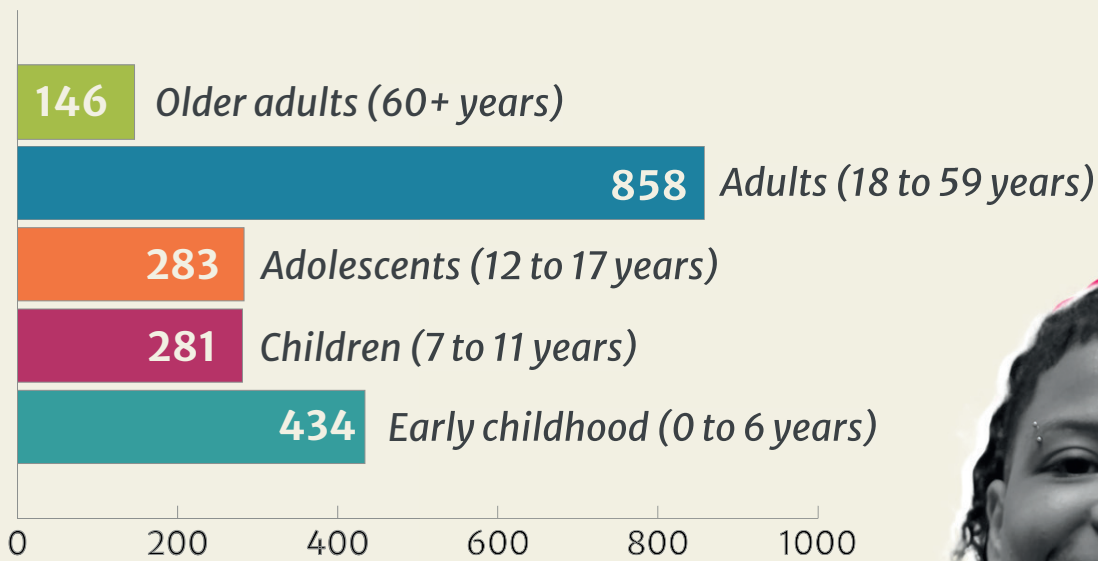 146 Older adults (60+ years)
858 Adults (18 to 59 years)
283 Adolescents (12 to 17 years)
281 Children (7 to 11 years)
434 Early childhood (0 to 6 years)
0 200 400 600 800 1000